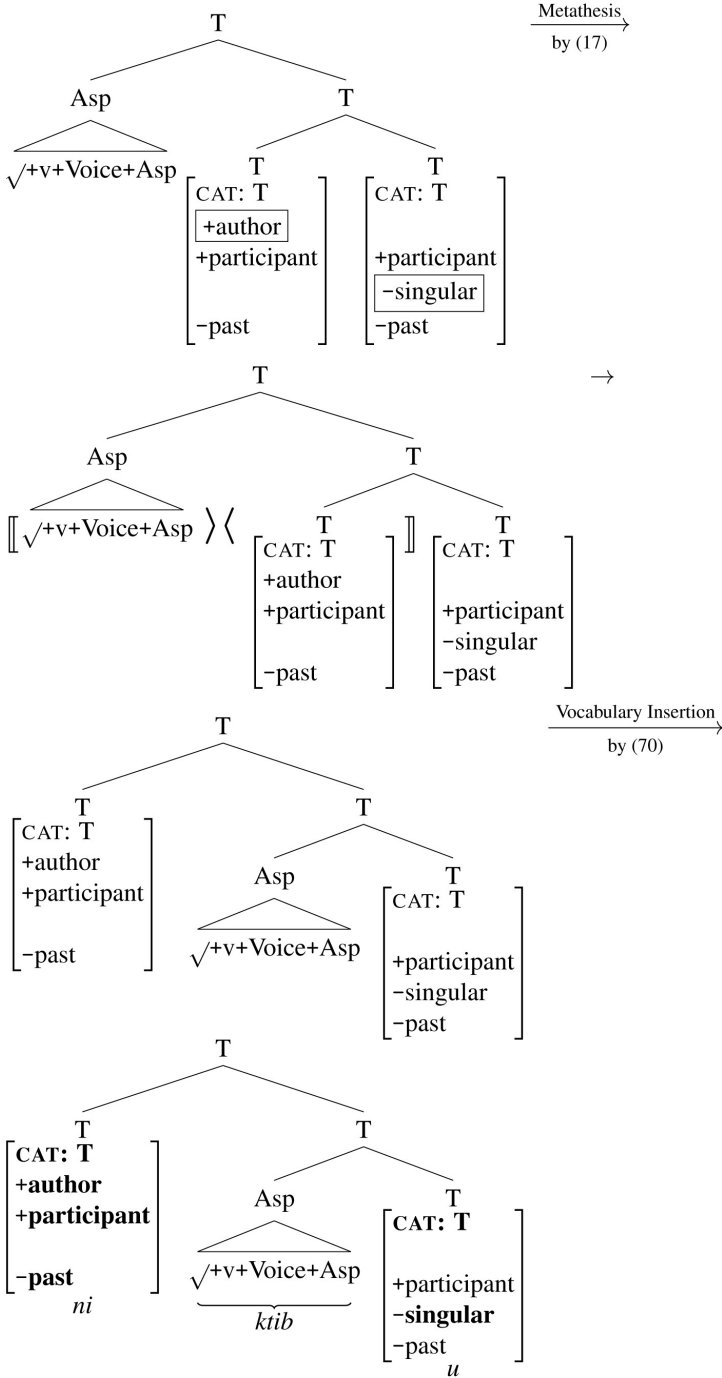 T Metathesis
by (17)
Asp T
√+v+Voice+Asp T T
CAT: T CAT: T
+author
+participant +participant
−singular
−past −past
T →
Asp T
⟦ √+v+Voice+Asp ⟩⟨ T ⟧ T
CAT: T CAT: T
+author
+participant +participant
−singular
−past −past
T Vocabulary Insertion
by (70)
T T
CAT: T
+author Asp T
+participant CAT: T
−past √+v+Voice+Asp
+participant
−singular
−past
T
T T
CAT: T
+author Asp T
+participant CAT: T
−past √+v+Voice+Asp +participant
ni ktib −singular
−past
u